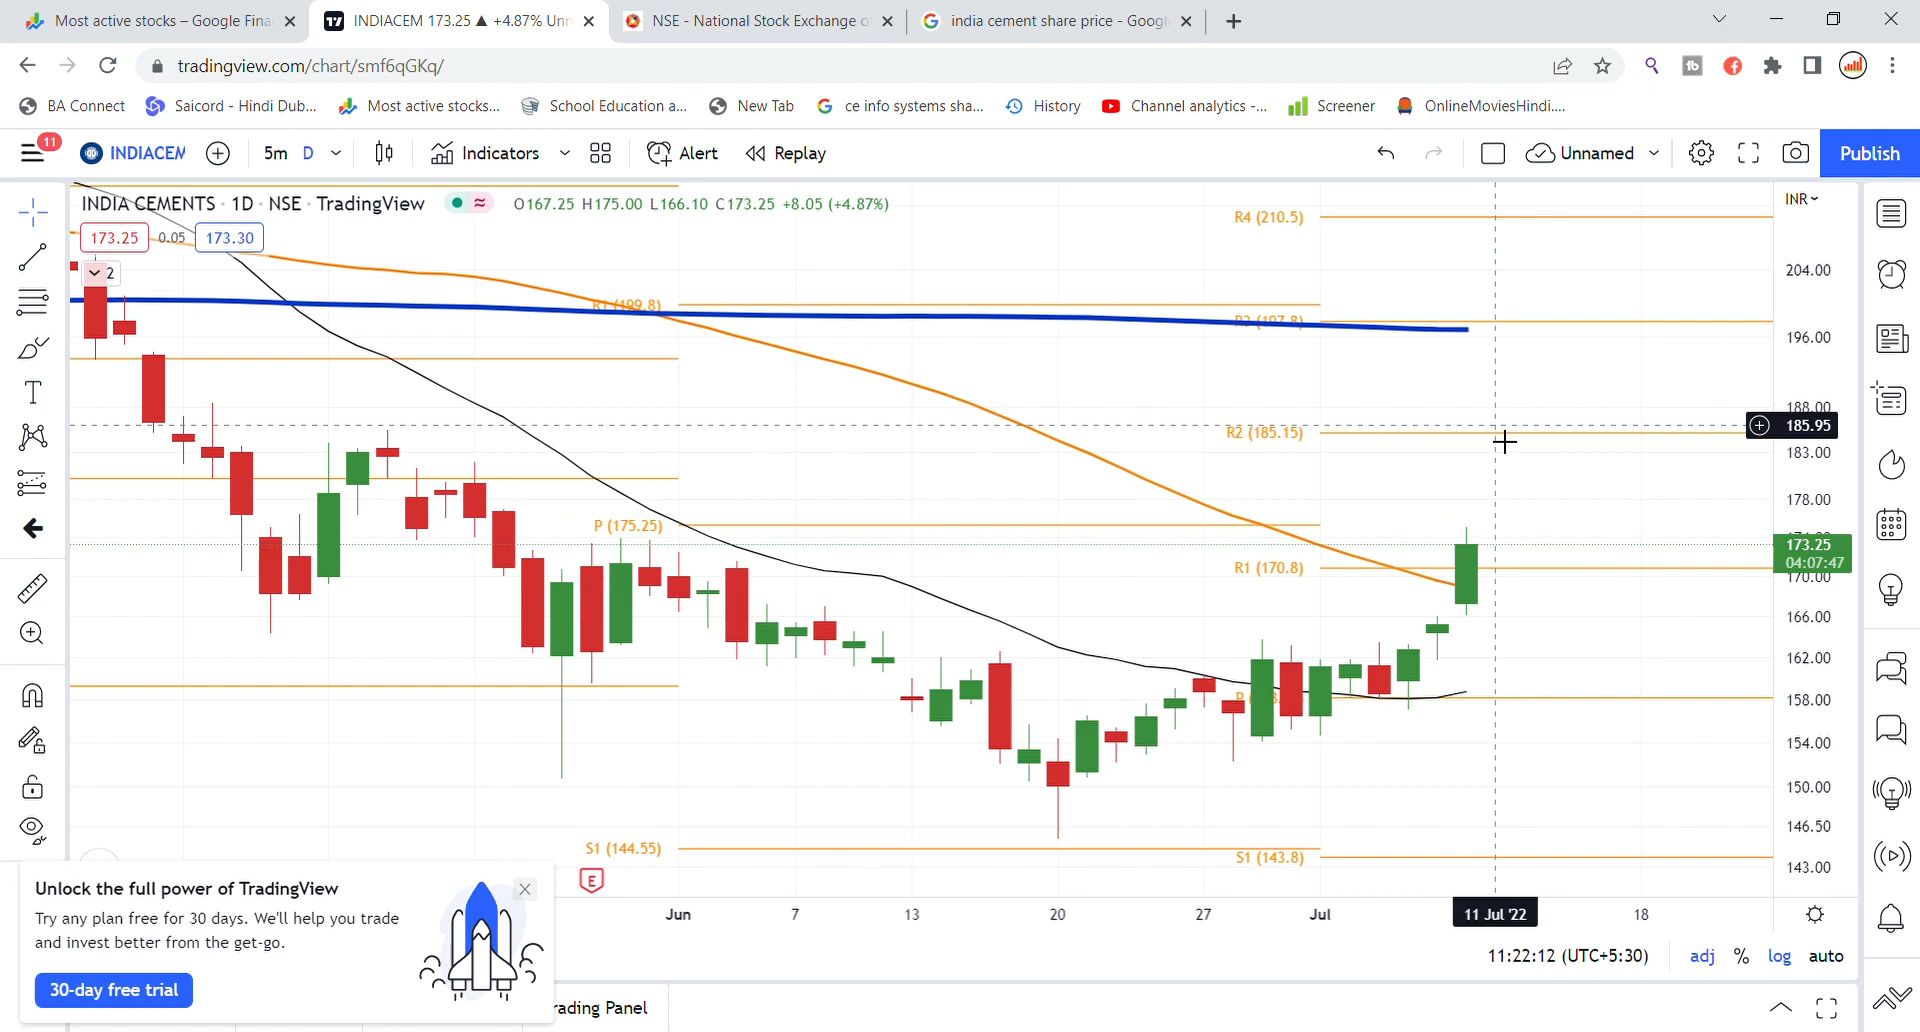 Most active stocks – Google Fina
INDIACEM 173.25 ▲ +4.87% Unn
NSE - National Stock Exchange o
india cement share price - Googl
tradingview.com/chart/smf6qGKq/
BA Connect
Saicord - Hindi Dub...
Most active stocks...
School Education a...
New Tab
ce info systems sha...
History
Channel analytics -...
Screener
OnlineMoviesHindi....
11
INDIACEM
5m D
Indicators
Alert
Replay
Unnamed
Publish
INDIA CEMENTS · 1D · NSE · TradingView
O167.25 H175.00 L166.10 C173.25 +8.05 (+4.87%)
INR
173.25 0.05 173.30
2
R4 (210.5)
R1 (199.8)
R3 (197.8)
R2 (185.15)
P (175.25)
R1 (170.8)
S1 (144.55)
S1 (143.8)
204.00
196.00
188.00
185.95
183.00
178.00
173.25
04:07:47
170.00
166.00
162.00
158.00
154.00
150.00
146.50
143.00
E
Jun
7
13
20
27
Jul
11 Jul '22
18
Unlock the full power of TradingView
Try any plan free for 30 days. We'll help you trade
and invest better from the get-go.
30-day free trial
11:22:12 (UTC+5:30)
adj
%
log
auto
rading Panel